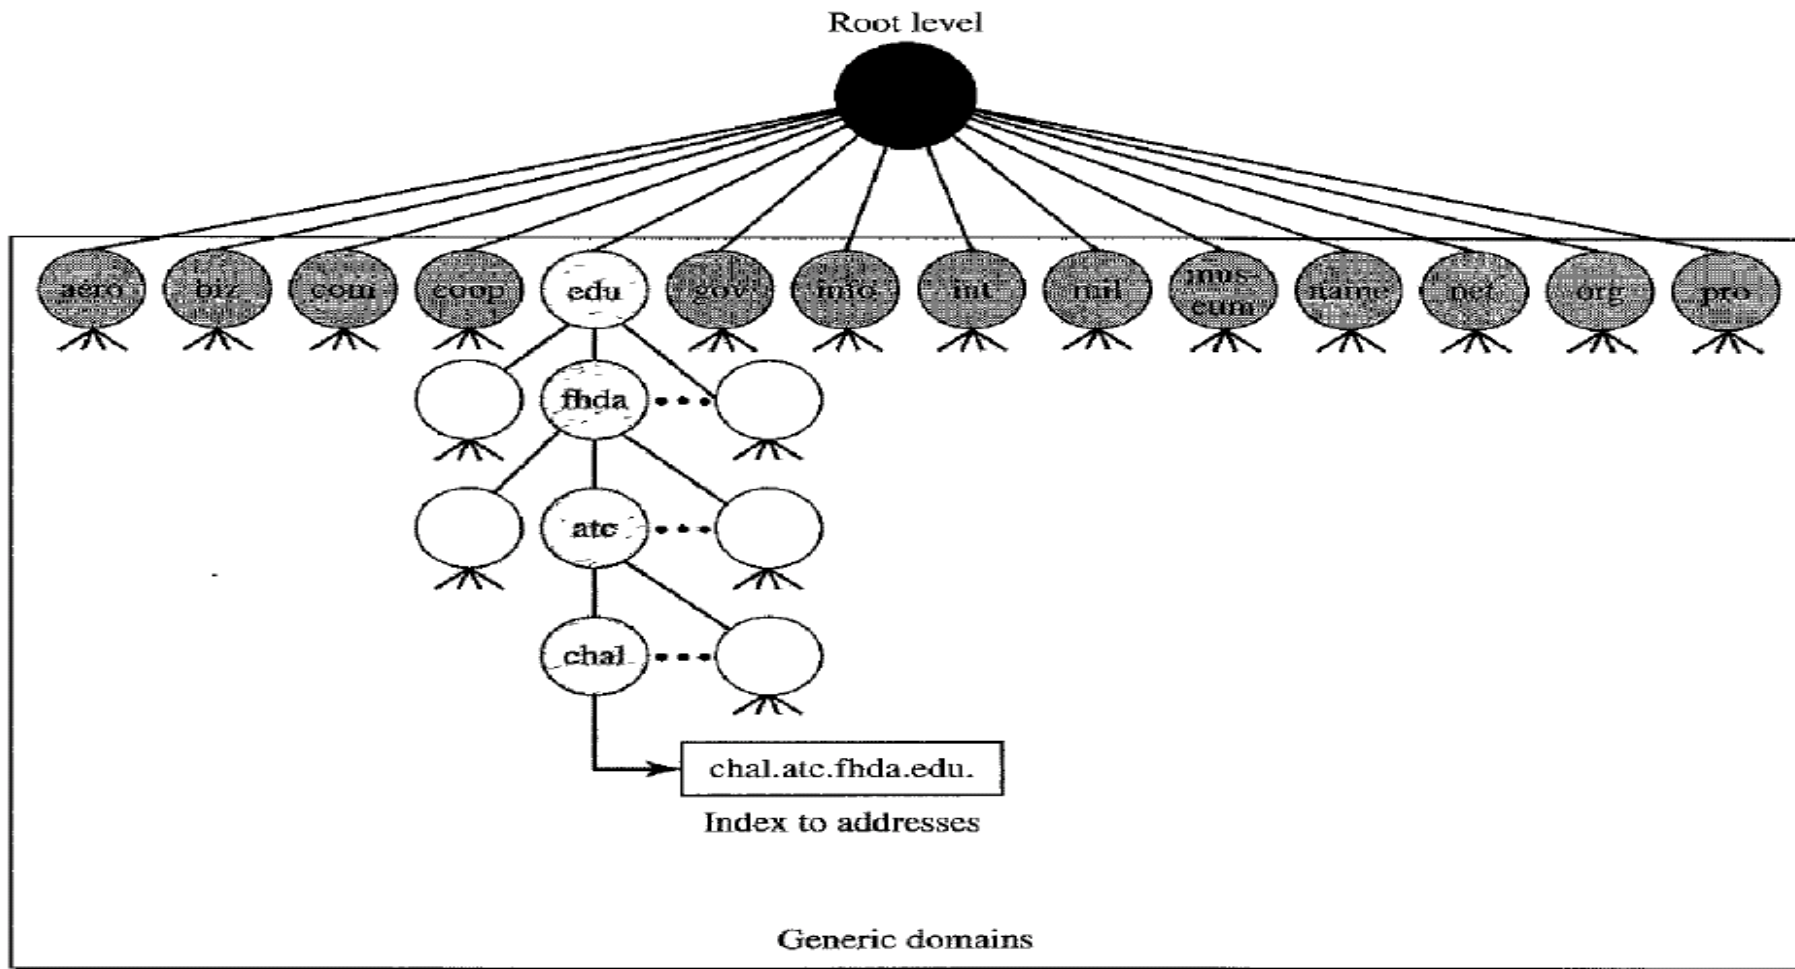 Root level
aero biz com coop edu gov info int mil mus-
eum name net org pro
fhda
atc
chal
chal.atc.fhda.edu.
Index to addresses
Generic domains